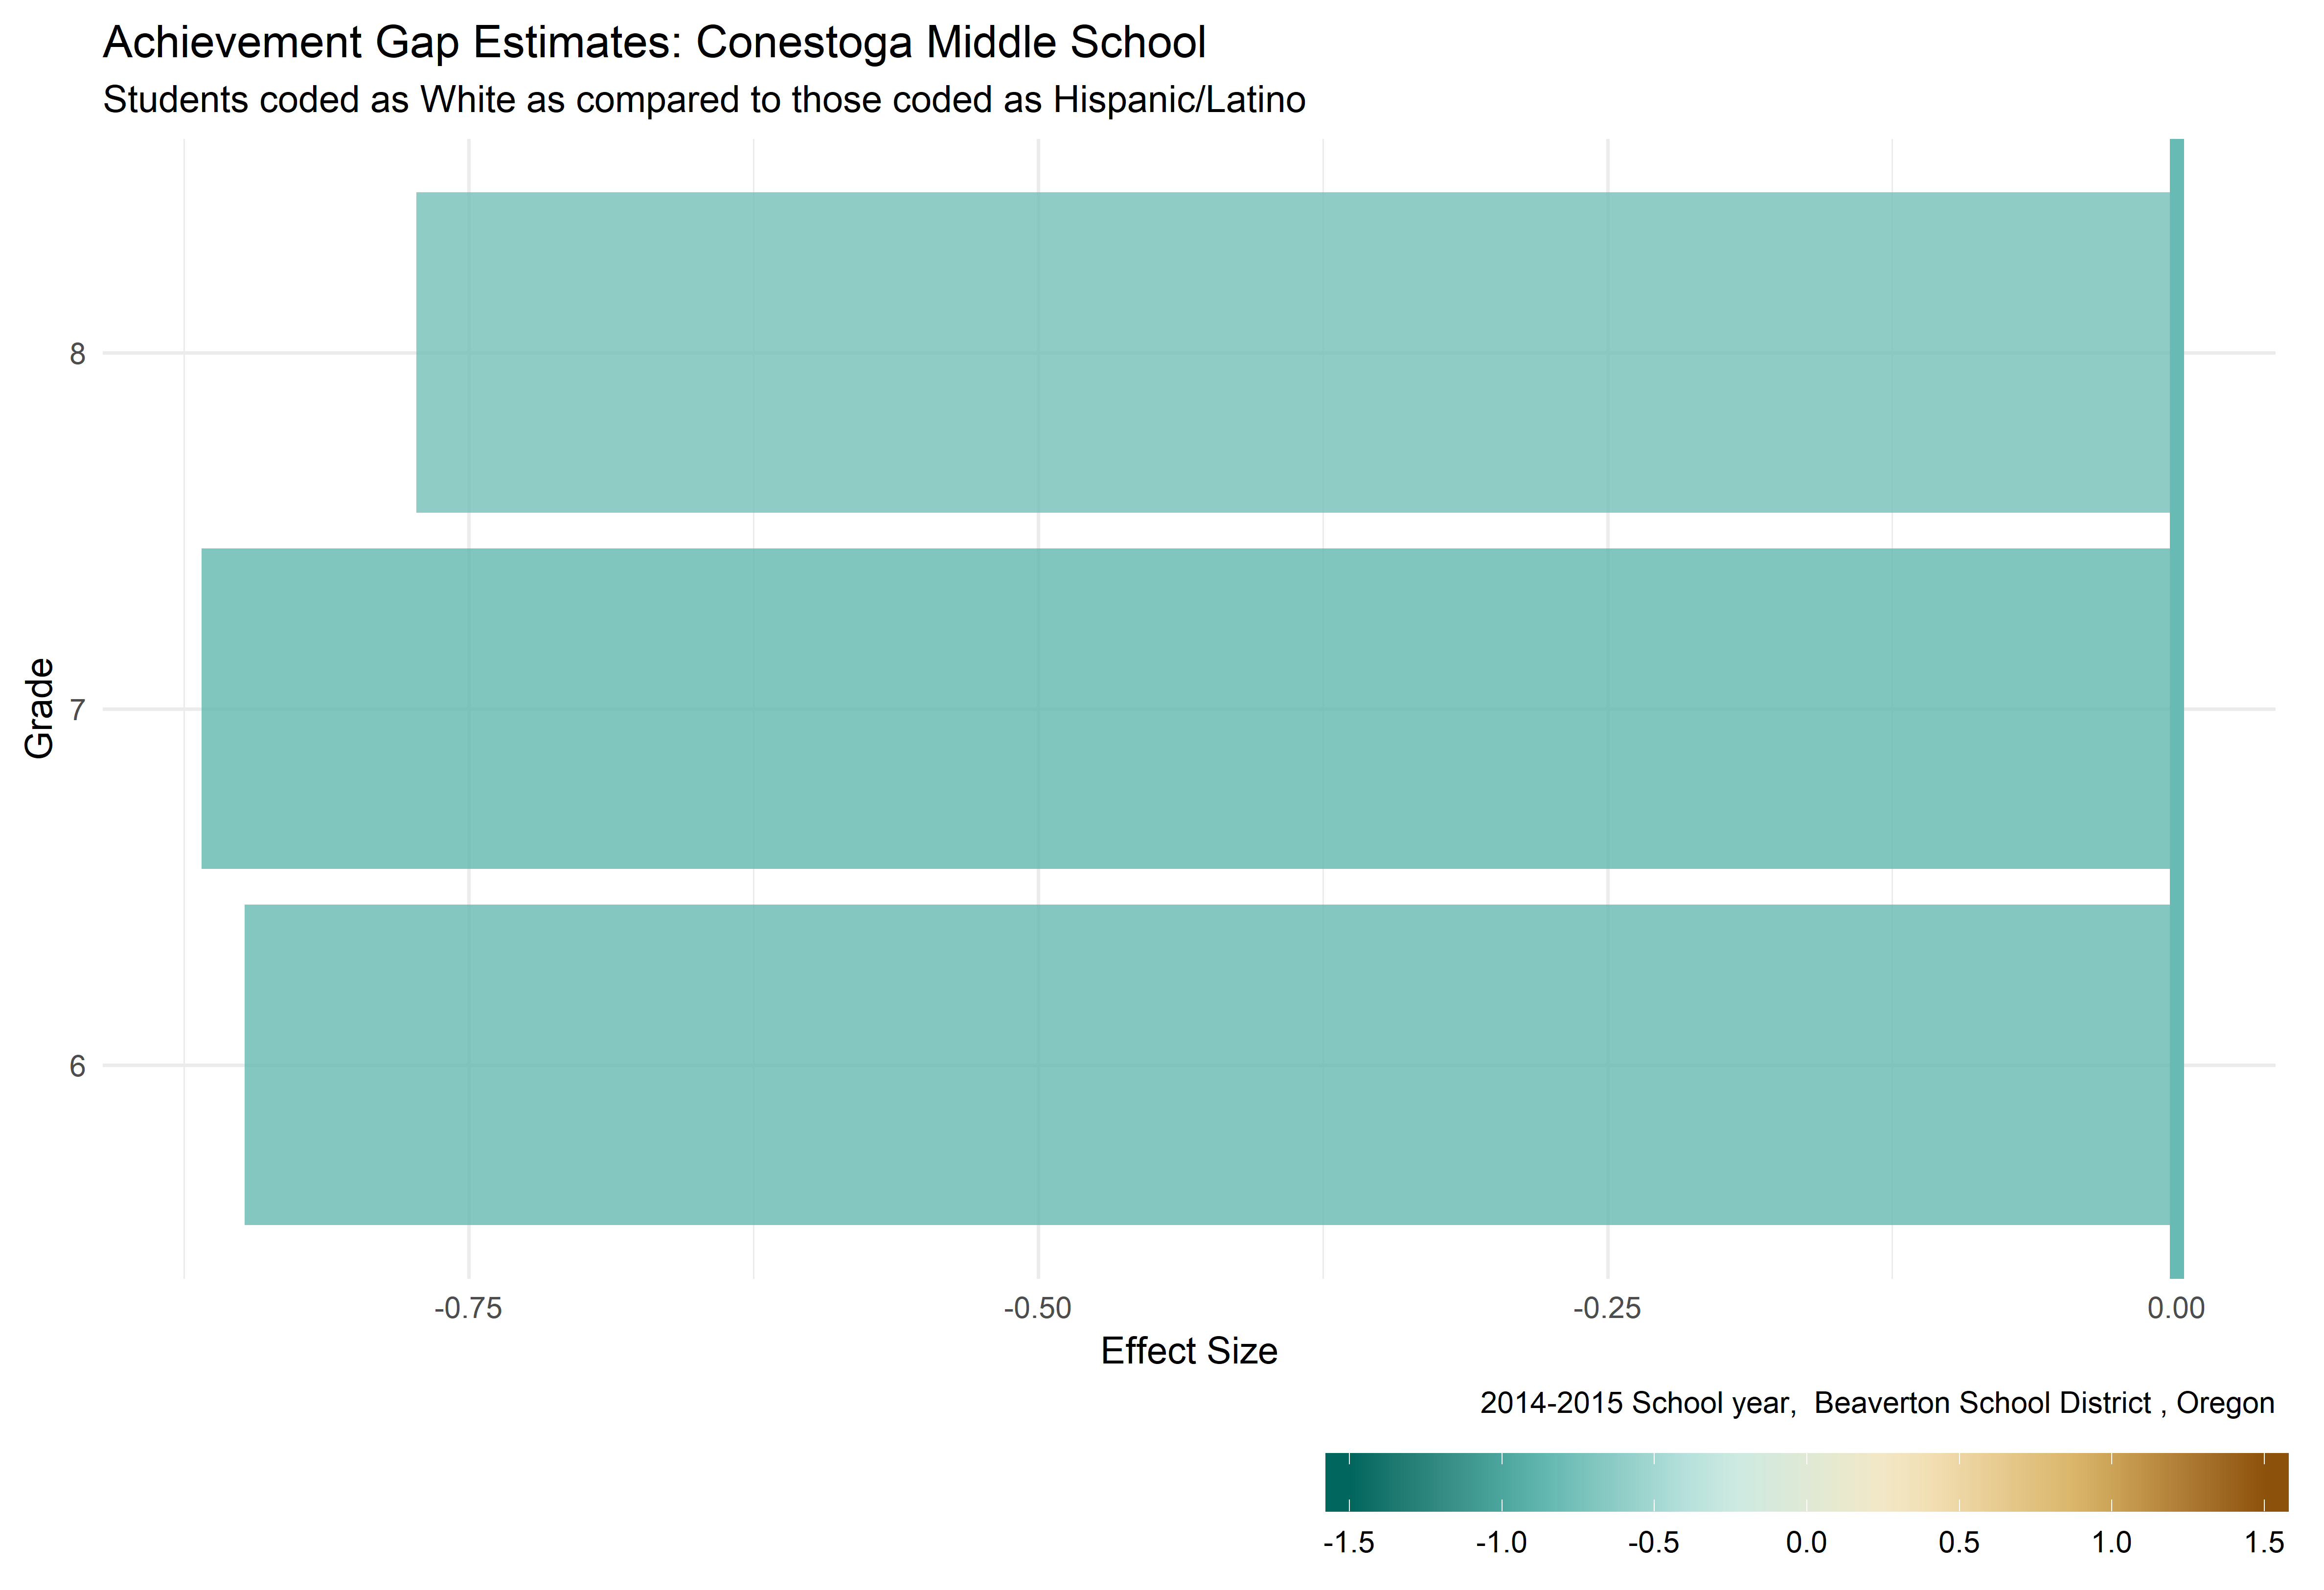 Achievement Gap Estimates: Conestoga Middle School
Students coded as White as compared to those coded as Hispanic/Latino
8
7
6
Grade
-0.75 -0.50 -0.25 0.00
Effect Size
2014-2015 School year,  Beaverton School District , Oregon
-1.5 -1.0 -0.5 0.0 0.5 1.0 1.5